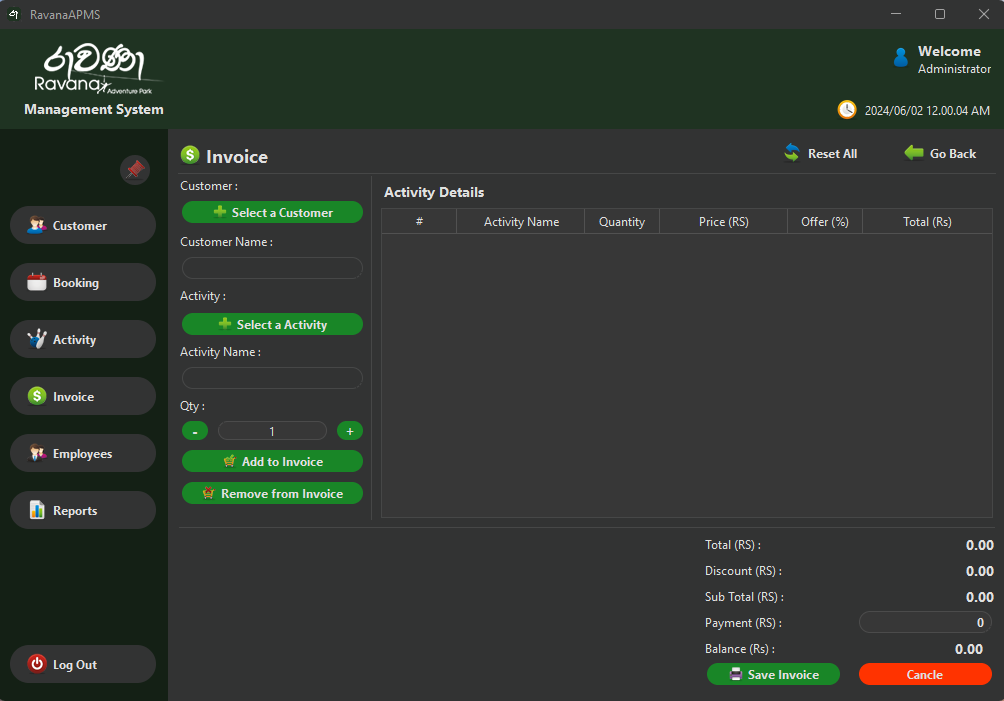 RavanaAPMS
රාවණා
Ravana
Adventure Park
Management System
Welcome
Administrator
2024/06/02 12.00.04 AM
Customer
Booking
Activity
Invoice
Employees
Reports
Log Out
Invoice
Reset All
Go Back
Customer :
Select a Customer
Customer Name :
Activity :
Select a Activity
Activity Name :
Qty :
- 1 +
Add to Invoice
Remove from Invoice
Activity Details
# Activity Name Quantity Price (RS) Offer (%) Total (Rs)
Total (RS) : 0.00
Discount (RS) : 0.00
Sub Total (RS) : 0.00
Payment (RS) : 0
Balance (Rs) : 0.00
Save Invoice Cancle